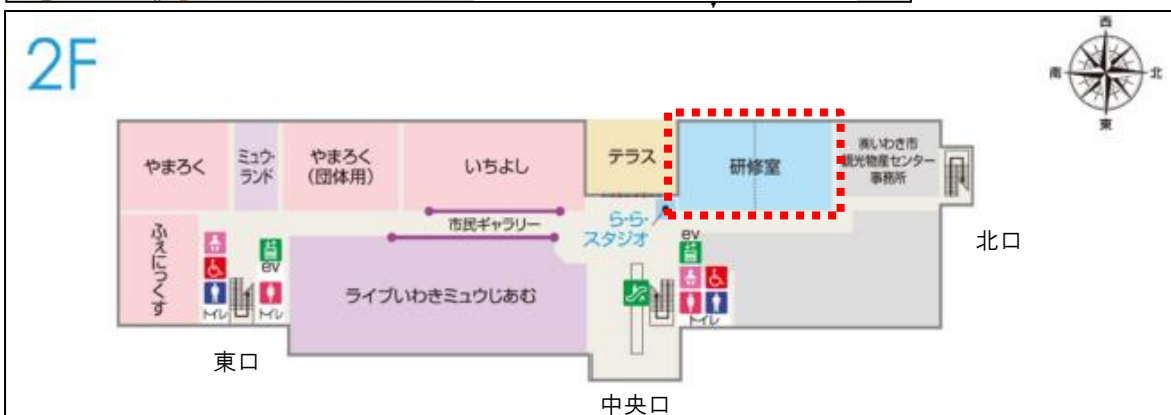 2F
西
南
北
東
やまろく
ミュウ・
ランド
やまろく
(団体用)
いちよし
テラス
研修室
㈱いわき市
観光物産センター
事務所
ふぇにっくす
市民ギャラリー
ら・ら・
スタジオ
ev
ev
トイレ
トイレ
ライブいわきミュウじあむ
トイレ
北口
東口
中央口